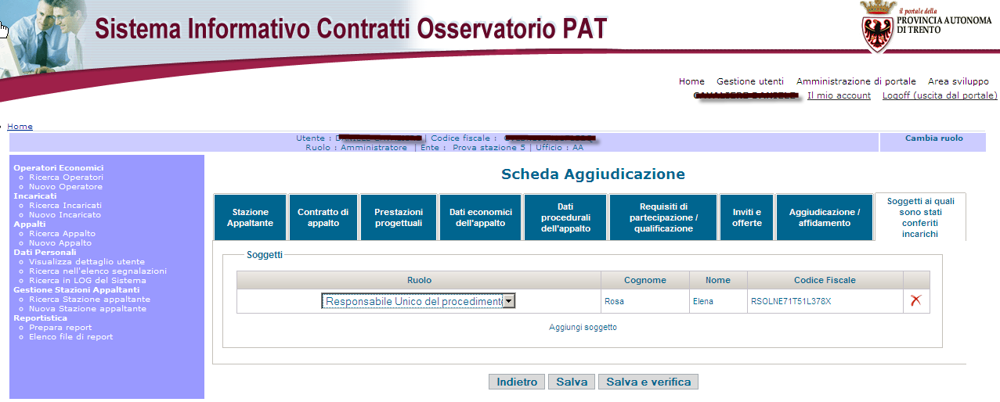 Sistema Informativo Contratti Osservatorio PAT
il portale della
PROVINCIA AUTONOMA
DI TRENTO
Home Gestione utenti Amministrazione di portale Area sviluppo
Il mio account Logoff (uscita dal portale)
Home
Utente : | Codice fiscale :
Ruolo : Amministratore | Ente : Prova stazione 5 | Ufficio : AA
Cambia ruolo
Operatori Economici
Ricerca Operatori
Nuovo Operatore
Incaricati
Ricerca Incaricati
Nuovo Incaricato
Appalti
Ricerca Appalto
Nuovo Appalto
Dati Personali
Visualizza dettaglio utente
Ricerca nell'elenco segnalazioni
Ricerca in LOG del Sistema
Gestione Stazioni Appaltanti
Ricerca Stazione appaltante
Nuova Stazione appaltante
Reportistica
Prepara report
Elenco file di report
Scheda Aggiudicazione
Stazione
Appaltante
Contratto di
appalto
Prestazioni
progettuali
Dati economici
dell'appalto
Dati
procedurali
dell'appalto
Requisiti di
partecipazione /
qualificazione
Inviti e
offerte
Aggiudicazione /
affidamento
Soggetti ai quali
sono stati
conferiti
incarichi
Soggetti
Ruolo Cognome Nome Codice Fiscale
Responsabile Unico del procediment Rosa Elena RSOLNE71T51L378X
Aggiungi soggetto
Indietro Salva Salva e verifica